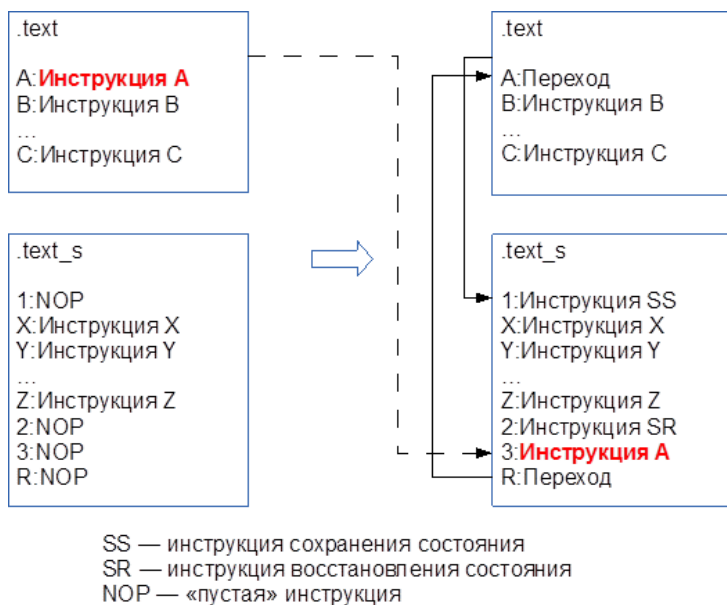 .text
A:Инструкция A
B:Инструкция B
...
C:Инструкция C
.text_s
1:NOP
X:Инструкция X
Y:Инструкция Y
...
Z:Инструкция Z
2:NOP
3:NOP
R:NOP
.text
A:Переход
B:Инструкция B
...
C:Инструкция C
.text_s
1:Инструкция SS
X:Инструкция X
Y:Инструкция Y
...
Z:Инструкция Z
2:Инструкция SR
3:Инструкция A
R:Переход
SS — инструкция сохранения состояния
SR — инструкция восстановления состояния
NOP — «пустая» инструкция